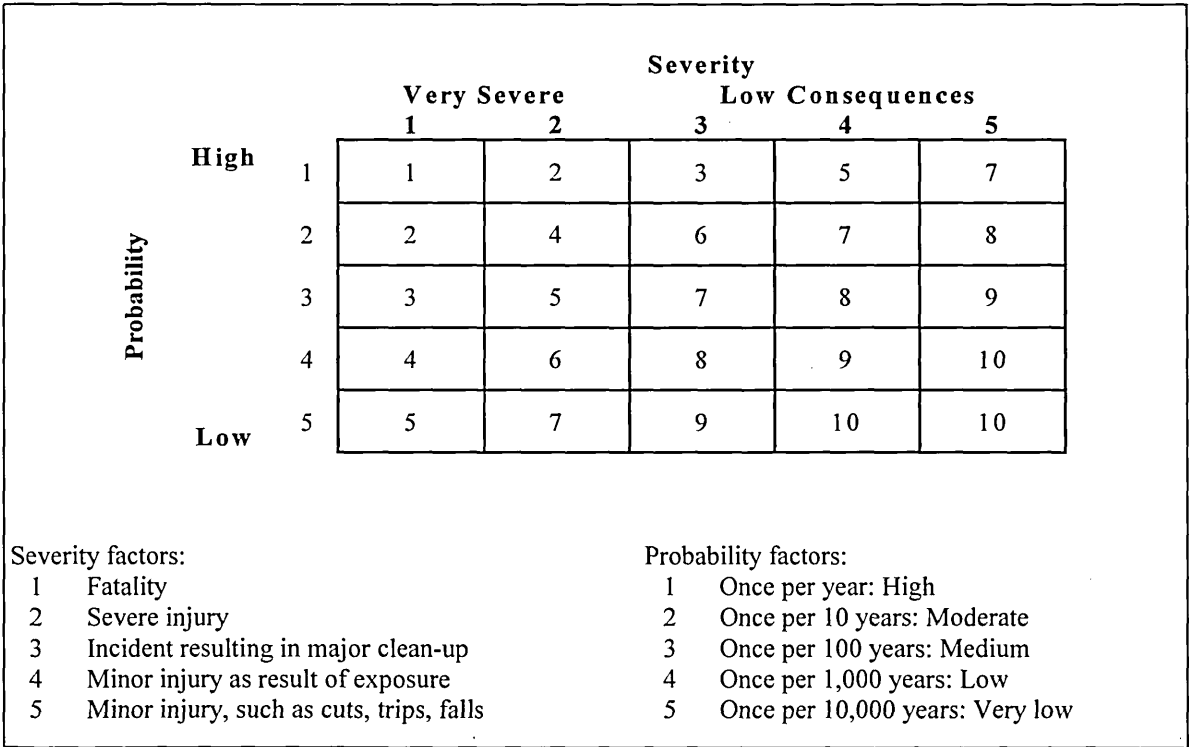 Severity
Very Severe Low Consequences
1 2 3 4 5
High 1 1 2 3 5 7
2 2 4 6 7 8
Probability
3 3 5 7 8 9
4 4 6 8 9 10
Low 5 5 7 9 10 10
Severity factors:
1 Fatality
2 Severe injury
3 Incident resulting in major clean-up
4 Minor injury as result of exposure
5 Minor injury, such as cuts, trips, falls
Probability factors:
1 Once per year: High
2 Once per 10 years: Moderate
3 Once per 100 years: Medium
4 Once per 1,000 years: Low
5 Once per 10,000 years: Very low